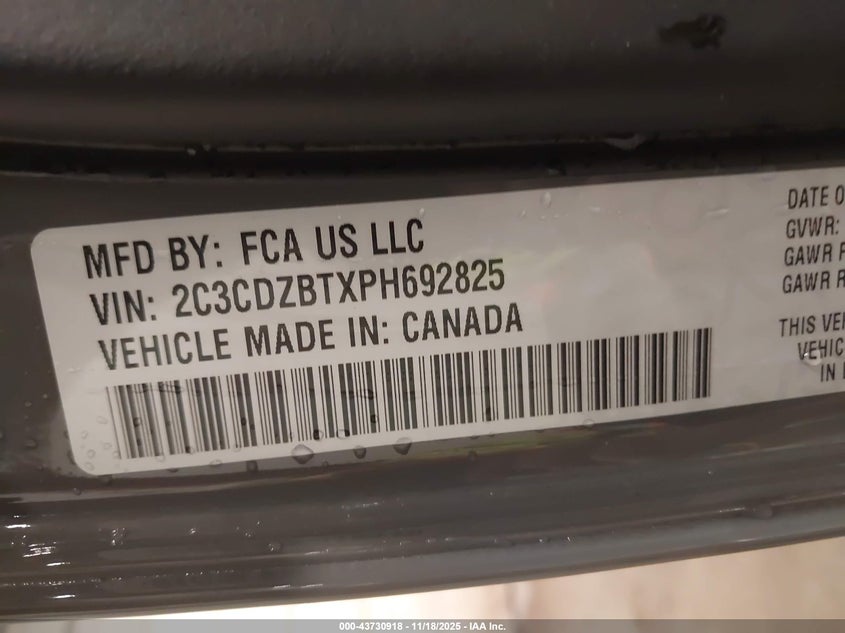 MFD BY: FCA US LLC
VIN: 2C3CDZBTXPH692825
VEHICLE MADE IN: CANADA
DATE O
GVWR:
GAWR F
GAWR R
THIS VE
VEHIC
IN
000-43730918 - 11/18/2025 - IAA Inc.